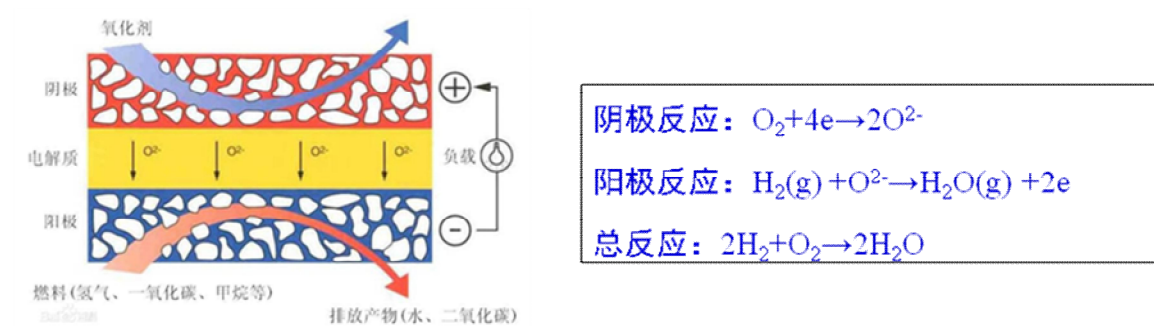 氧化剂
阴极
电解质
O²⁻ O²⁻ O²⁻ O²⁻
负载
阳极
+
-
燃料(氢气、一氧化碳、甲烷等)
排放产物(水、二氧化碳)
阴极反应：O₂+4e→2O²⁻
阳极反应：H₂(g) +O²⁻→H₂O(g) +2e
总反应：2H₂+O₂→2H₂O